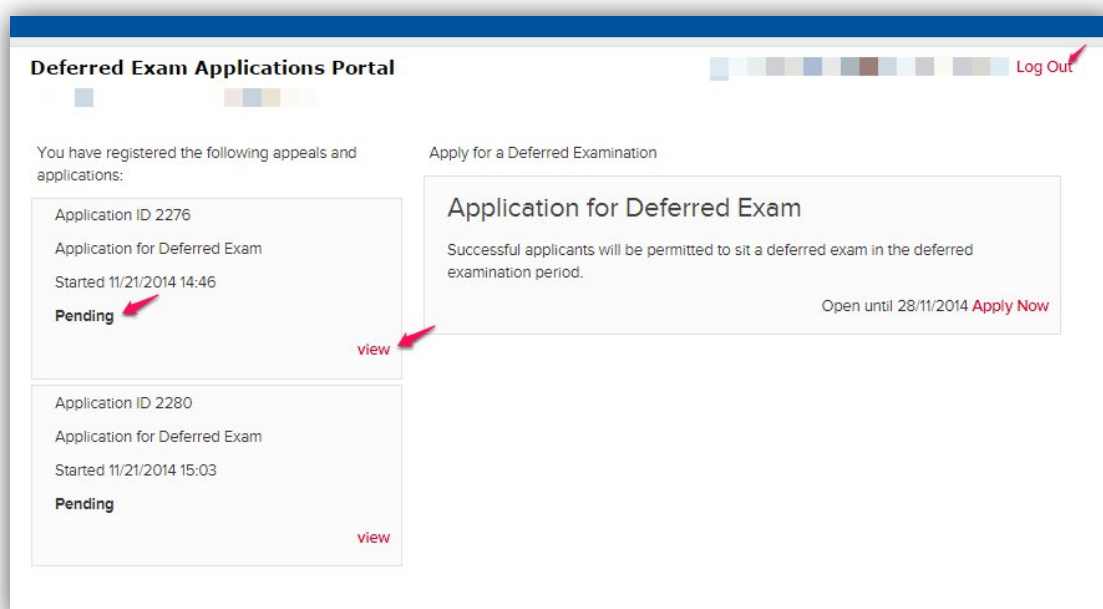 Deferred Exam Applications Portal
Log Out
You have registered the following appeals and
applications:
Application ID 2276
Application for Deferred Exam
Started 11/21/2014 14:46
Pending
view
Application ID 2280
Application for Deferred Exam
Started 11/21/2014 15:03
Pending
view
Apply for a Deferred Examination
Application for Deferred Exam
Successful applicants will be permitted to sit a deferred exam in the deferred
examination period.
Open until 28/11/2014 Apply Now